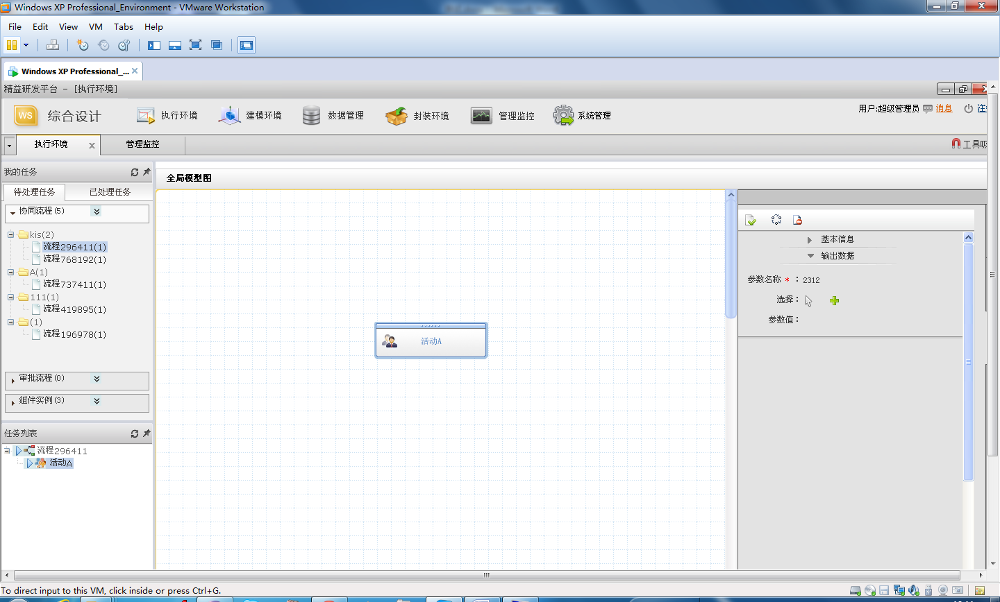 Windows XP Professional_Environment - VMware Workstation
File Edit View VM Tabs Help
Windows XP Professional_...
精益研发平台 - [执行环境]
WS 综合设计 执行环境 建模环境 数据管理 封装环境 管理监控 系统管理
用户:超级管理员 消息
执行环境 管理监控
我的任务
全局模型图
待处理任务 已处理任务
协同流程(5)
kis(2)
流程296411(1)
流程768192(1)
A(1)
流程737411(1)
111(1)
流程419895(1)
(1)
流程196978(1)
审批流程(0)
组件实例(3)
任务列表
流程296411
活动A
活动A
基本信息
输出数据
参数名称 * : 2312
选择:
参数值:
To direct input to this VM, click inside or press Ctrl+G.